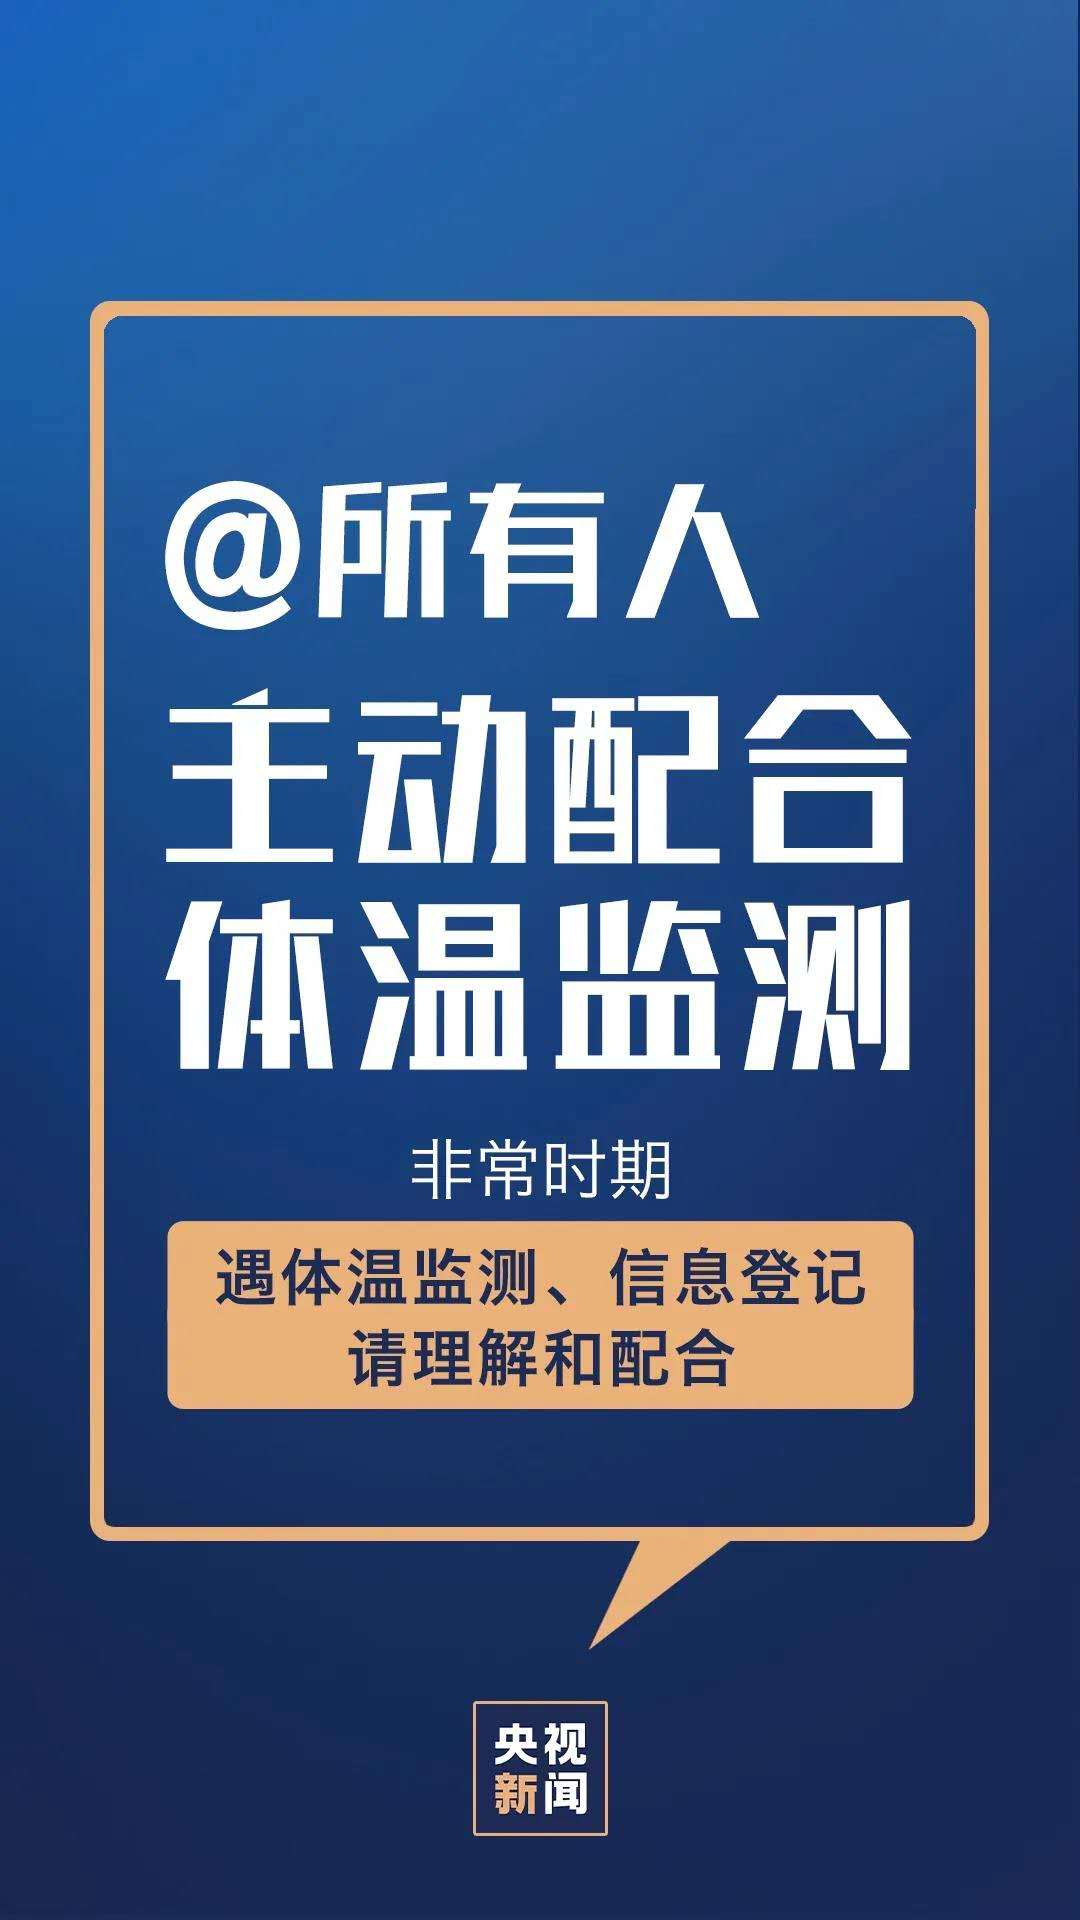 @所有人
主动配合
体温监测
非常时期
遇体温监测、信息登记
请理解和配合
央视
新闻